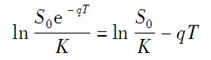 ln S₀e^{-qT}/K = ln S₀/K − qT